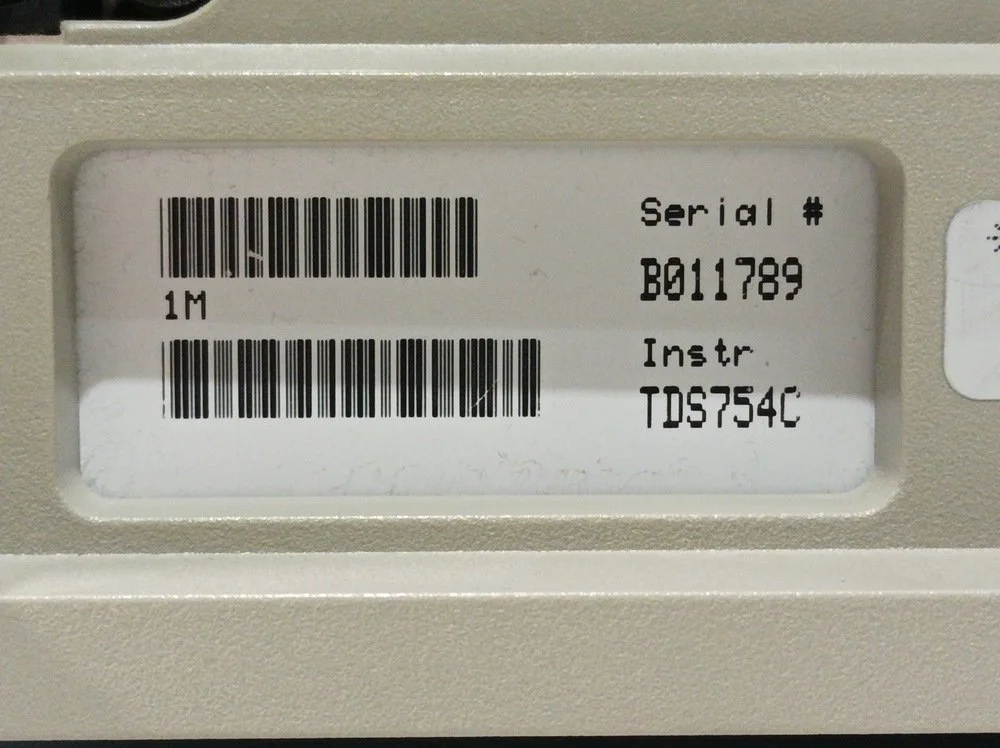 Serial #
B011789
1M
Instr
TDS754C